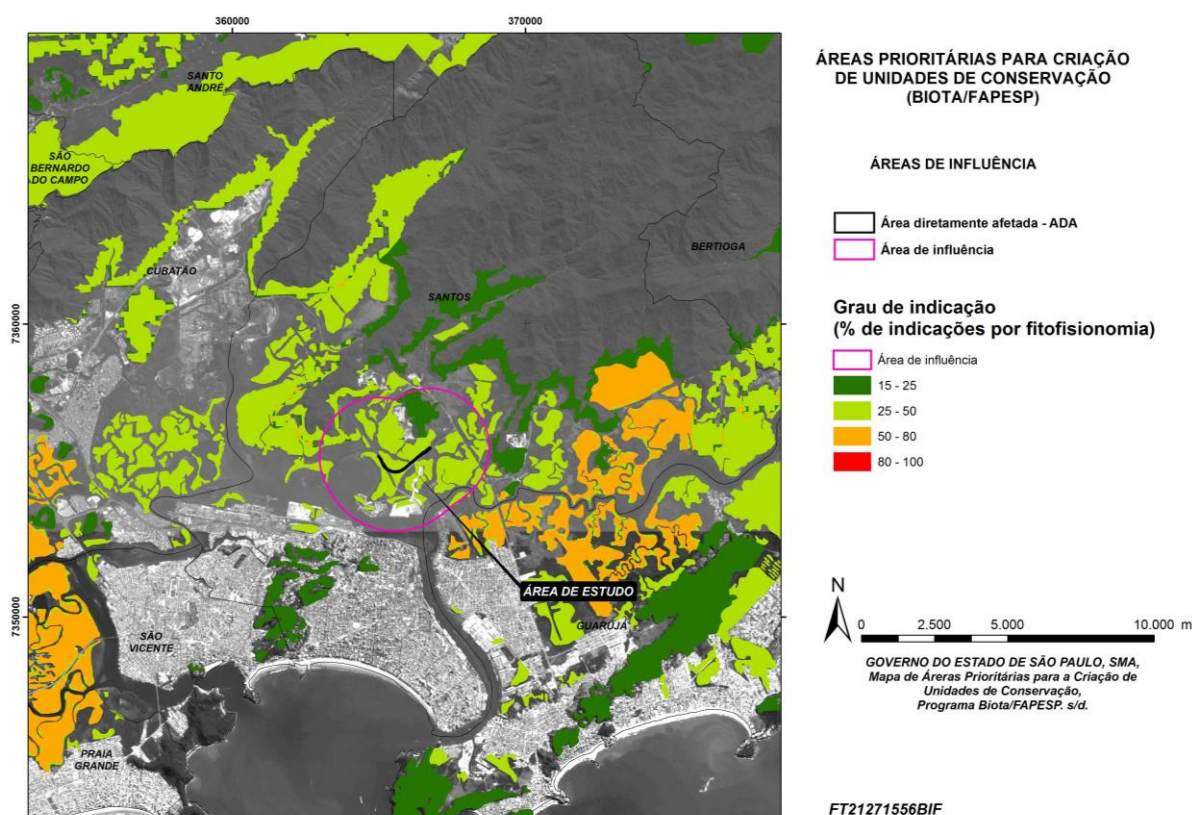 360000
370000
7360000
7350000
SANTO
ANDRÉ
SÃO
BERNARDO
DO CAMPO
CUBATÃO
BERTIOGA
SANTOS
ÁREA DE ESTUDO
GUARUJÁ
SÃO
VICENTE
PRAIA
GRANDE
ÁREAS PRIORITÁRIAS PARA CRIAÇÃO
DE UNIDADES DE CONSERVAÇÃO
(BIOTA/FAPESP)
ÁREAS DE INFLUÊNCIA
Área diretamente afetada - ADA
Área de influência
Grau de indicação
(% de indicações por fitofisionomia)
Área de influência
15 - 25
25 - 50
50 - 80
80 - 100
N
0 2.500 5.000 10.000 m
GOVERNO DO ESTADO DE SÃO PAULO, SMA,
Mapa de Áreras Prioritárias para a Criação de
Unidades de Conservação,
Programa Biota/FAPESP. s/d.
FT21271556BIF